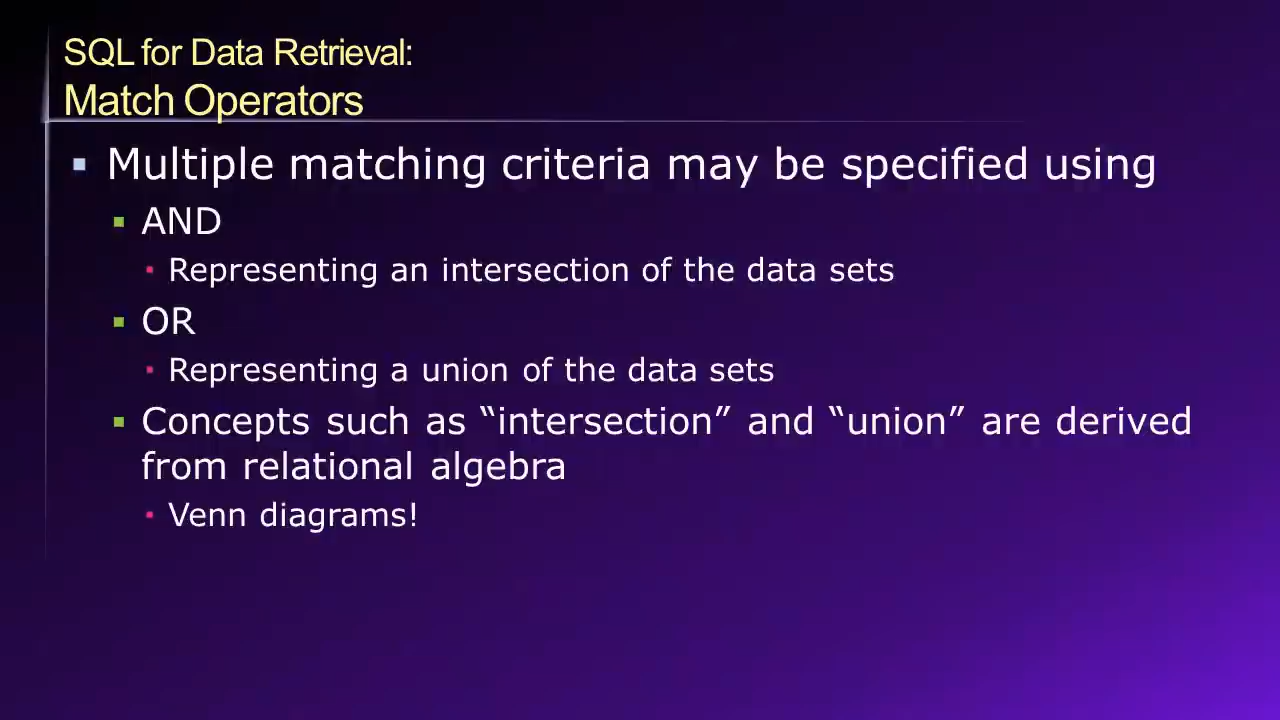 SQL for Data Retrieval:
Match Operators
Multiple matching criteria may be specified using
AND
Representing an intersection of the data sets
OR
Representing a union of the data sets
Concepts such as “intersection” and “union” are derived
from relational algebra
Venn diagrams!